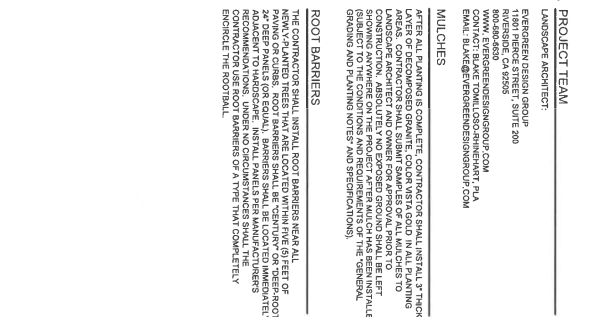 PROJECT TEAM
LANDSCAPE ARCHITECT:
EVERGREEN DESIGN GROUP
11801 PIERCE STREET, SUITE 200
RIVERSIDE, CA 92505
800-680-6630
WWW.EVERGREENDESIGNGROUP.COM
CONTACT: BLAKE TOMILLOSO-RHINEHART, PLA
EMAIL: BLAKE@EVERGREENDESIGNGROUP.COM
MULCHES
AFTER ALL PLANTING IS COMPLETE, CONTRACTOR SHALL INSTALL 3" THICK
LAYER OF DECOMPOSED GRANITE, COLOR VISTA GOLD IN ALL PLANTING
AREAS. CONTRACTOR SHALL SUBMIT SAMPLES OF ALL MULCHES TO
LANDSCAPE ARCHITECT AND OWNER FOR APPROVAL PRIOR TO
CONSTRUCTION. ABSOLUTELY NO EXPOSED GROUND SHALL BE LEFT
SHOWING ANYWHERE ON THE PROJECT AFTER MULCH HAS BEEN INSTALLE
(SUBJECT TO THE CONDITIONS AND REQUIREMENTS OF THE "GENERAL
GRADING AND PLANTING NOTES" AND SPECIFICATIONS).
ROOT BARRIERS
THE CONTRACTOR SHALL INSTALL ROOT BARRIERS NEAR ALL
NEWLY-PLANTED TREES THAT ARE LOCATED WITHIN FIVE (5) FEET OF
PAVING OR CURBS. ROOT BARRIERS SHALL BE "CENTURY" OR "DEEP-ROOT
24" DEEP PANELS (OR EQUAL). BARRIERS SHALL BE LOCATED IMMEDIATEL
ADJACENT TO HARDSCAPE. INSTALL PANELS PER MANUFACTURER'S
RECOMMENDATIONS. UNDER NO CIRCUMSTANCES SHALL THE
CONTRACTOR USE ROOT BARRIERS OF A TYPE THAT COMPLETELY
ENCIRCLE THE ROOTBALL.